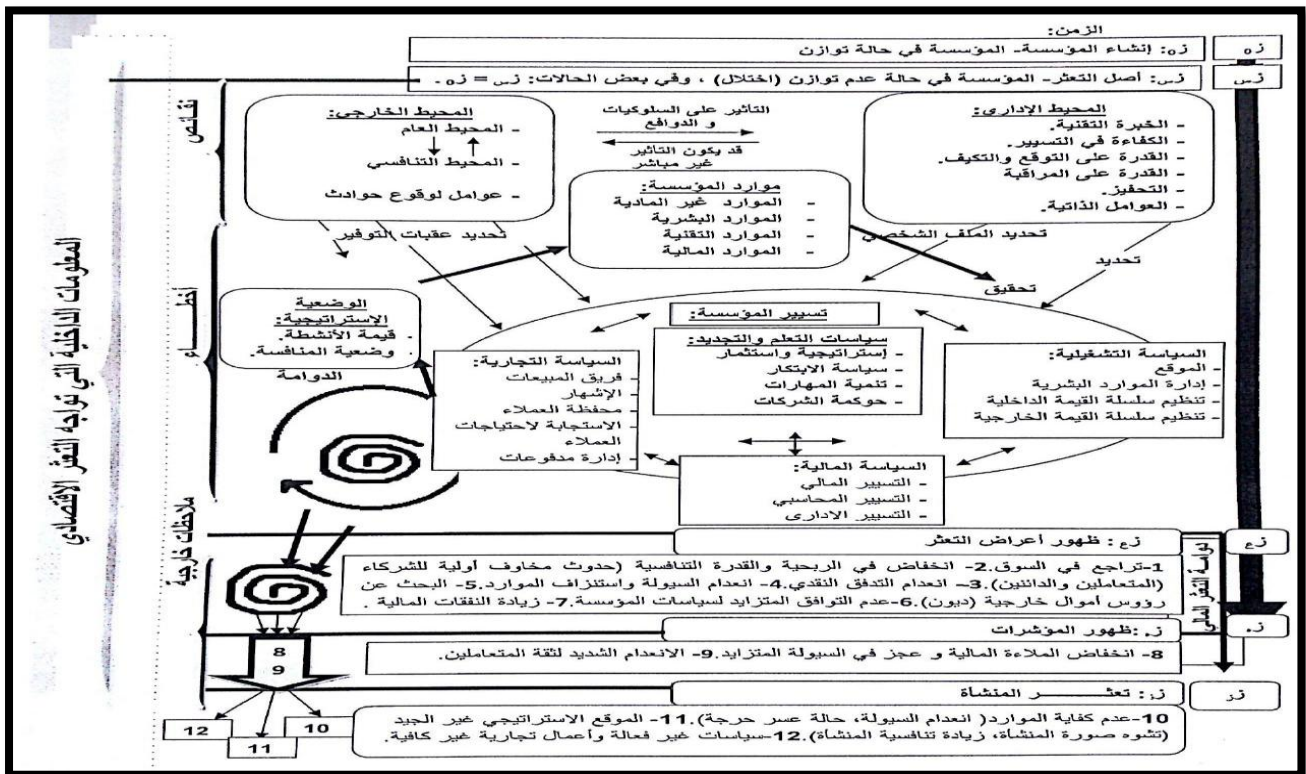 الزمن:
ز٥
ز٥: إنشاء المؤسسة- المؤسسة في حالة توازن
زس
زس: أصل التعثر- المؤسسة في حالة عدم توازن (اختلال) ، وفي بعض الحالات: زس = ز٥ .
المحيط الإداري:
- الخبرة التقنية.
- الكفاءة في التسيير.
- القدرة على التوقع والتكيف.
- القدرة على المراقبة
- التحفيز.
- العوامل الذاتية.
التأثير على السلوكيات
و الدوافع
قد يكون التأثير
غير مباشر
المحيط الخارجي:
- المحيط العام
- المحيط التنافسي
- عوامل لوقوع حوادث
نقائص
موارد المؤسسة:
- الموارد غير المادية
- الموارد البشرية
- الموارد التقنية
- الموارد المالية
تحديد الملف الشخصي
تحديد
تحديد عقبات التوفير
تحقيق
أخطـــــاء
الوضعية
الإستراتيجية:
. قيمة الأنشطة.
. وضعية المنافسة.
الدوامة
تسيير المؤسسة:
سياسات التعلم والتجديد:
- إستراتيجية واستثمار
- سياسة الابتكار
- تنمية المهارات
- حوكمة الشركات
السياسة التشغيلية:
- الموقع
- إدارة الموارد البشرية
- تنظيم سلسلة القيمة الداخلية
- تنظيم سلسلة القيمة الخارجية
السياسة التجارية:
- فريق المبيعات
- الإشهار
- محفظة العملاء
- الاستجابة لاحتياجات
العملاء
- إدارة مدفوعات
السياسة المالية:
- التسيير المالي
- التسيير المحاسبي
- التسيير الاداري
المعلومات الداخلية التي تواجه التعثر الاقتصادي
ملاحظات خارجية
زع
زع : ظهور أعراض التعثر
1-تراجع في السوق.2- انخفاض في الربحية والقدرة التنافسية (حدوث مخاوف أولية للشركاء
(المتعاملين والدائنين).3- انعدام التدفق النقدي.4- انعدام السيولة واستنزاف الموارد.5- البحث عن
رؤوس أموال خارجية (ديون).6-عدم التوافق المتزايد لسياسات المؤسسة.7- زيادة النفقات المالية .
دوامة التعثر المالي
زم
زم :ظهور المؤشرات
8- انخفاض الملاءة المالية و عجز في السيولة المتزايد.9- الانعدام الشديد لثقة المتعاملين.
8
9
: تعثــــــر المنشاة
10-عدم كفاية الموارد( انعدام السيولة، حالة عسر حرجة).11- الموقع الاستراتيجي غير الجيد
(تشوه صورة المنشأة، زيادة تنافسية المنشأة).12-سياسات غير فعالة وأعمال تجارية غير كافية.
10
11
12